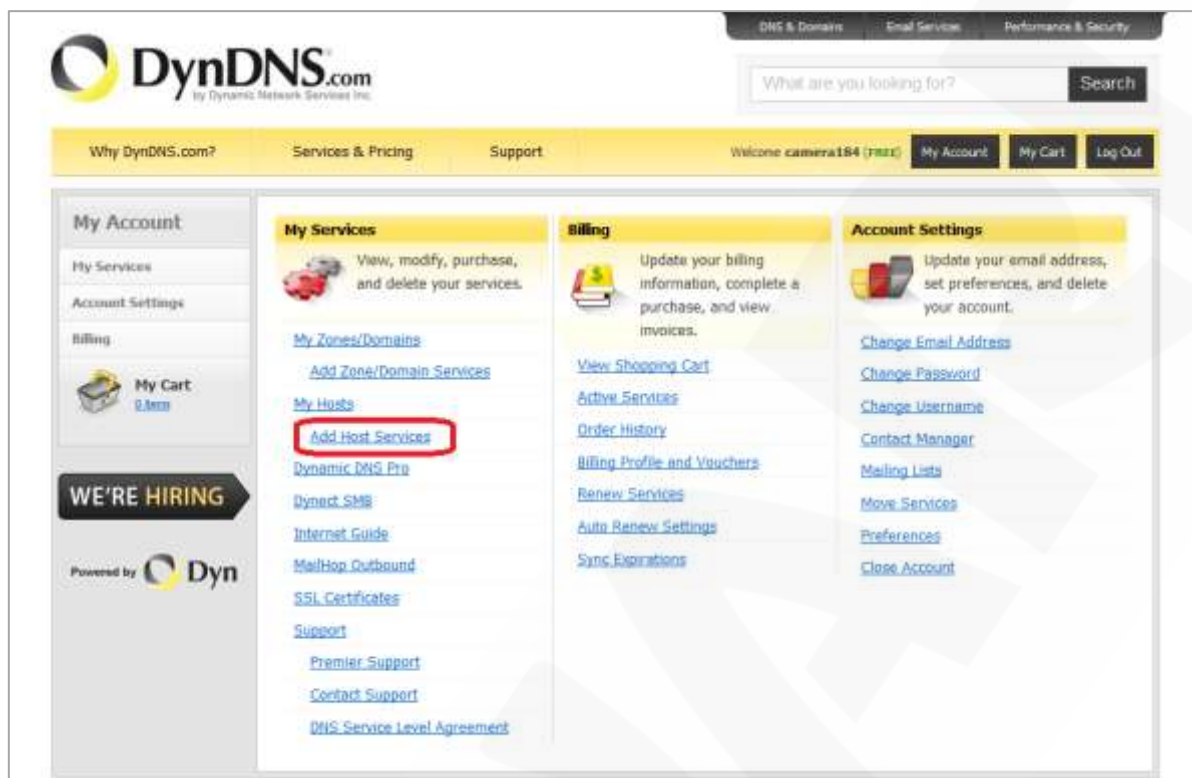 DNS & Domains Email Services Performance & Security
DynDNS.com
by Dynamic Network Services Inc.
What are you looking for? Search
Why DynDNS.com? Services & Pricing Support Welcome camera184 (FREE) My Account My Cart Log Out
My Account
My Services
Account Settings
Billing
My Cart
0 item
WE'RE HIRING
Powered by Dyn
My Services
View, modify, purchase,
and delete your services.
My Zones/Domains
Add Zone/Domain Services
My Hosts
Add Host Services
Dynamic DNS Pro
Dynect SMB
Internet Guide
MailHop Outbound
SSL Certificates
Support
Premier Support
Contact Support
DNS Service Level Agreement
Billing
Update your billing
information, complete a
purchase, and view
invoices.
View Shopping Cart
Active Services
Order History
Billing Profile and Vouchers
Renew Services
Auto Renew Settings
Sync Expirations
Account Settings
Update your email address,
set preferences, and delete
your account.
Change Email Address
Change Password
Change Username
Contact Manager
Mailing Lists
Move Services
Preferences
Close Account